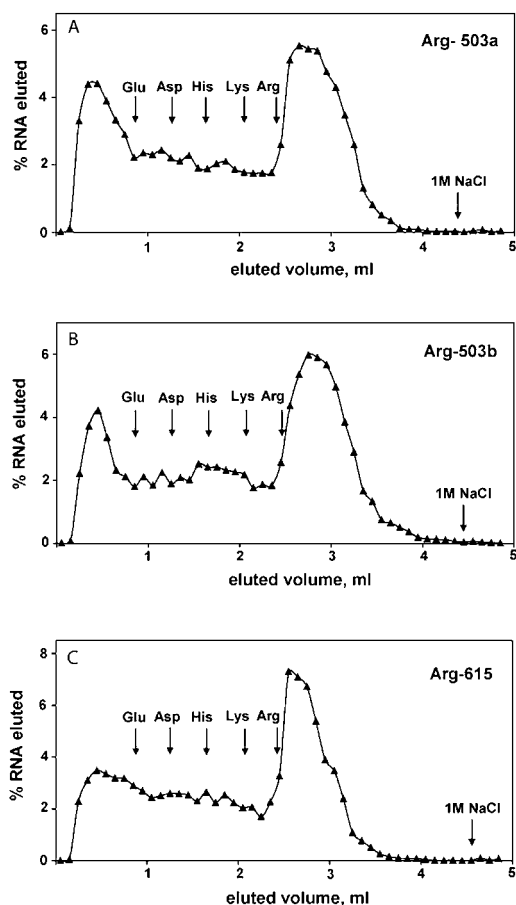 A
Arg- 503a
% RNA eluted
6
4
2
0
Glu Asp His Lys Arg
1M NaCl
1 2 3 4 5
eluted volume, ml
B
Arg-503b
% RNA eluted
6
4
2
0
Glu Asp His Lys Arg
1M NaCl
1 2 3 4 5
eluted volume, ml
C
Arg-615
% RNA eluted
8
6
4
2
0
Glu Asp His Lys Arg
1M NaCl
1 2 3 4 5
eluted volume, ml